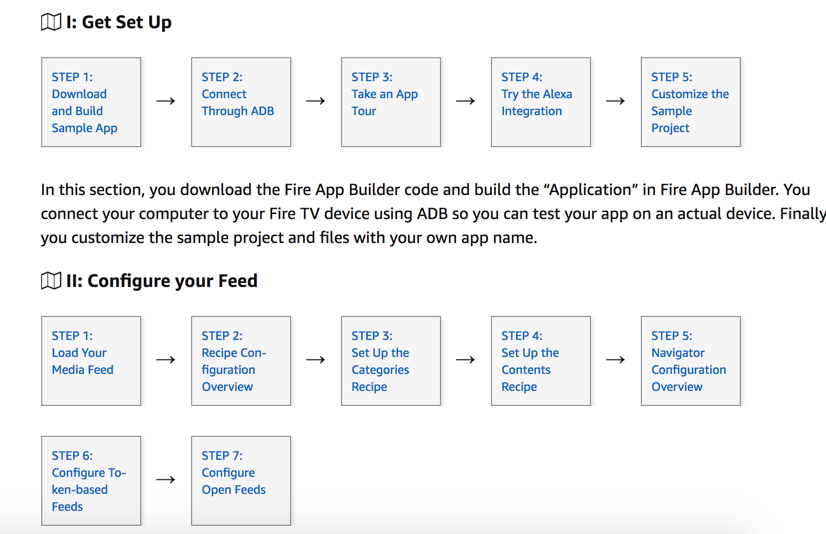 I: Get Set Up
STEP 1:
Download
and Build
Sample App
STEP 2:
Connect
Through ADB
STEP 3:
Take an App
Tour
STEP 4:
Try the Alexa
Integration
STEP 5:
Customize the
Sample
Project
In this section, you download the Fire App Builder code and build the “Application” in Fire App Builder. You
connect your computer to your Fire TV device using ADB so you can test your app on an actual device. Finally
you customize the sample project and files with your own app name.
II: Configure your Feed
STEP 1:
Load Your
Media Feed
STEP 2:
Recipe Con-
figuration
Overview
STEP 3:
Set Up the
Categories
Recipe
STEP 4:
Set Up the
Contents
Recipe
STEP 5:
Navigator
Configuration
Overview
STEP 6:
Configure To-
ken-based
Feeds
STEP 7:
Configure
Open Feeds